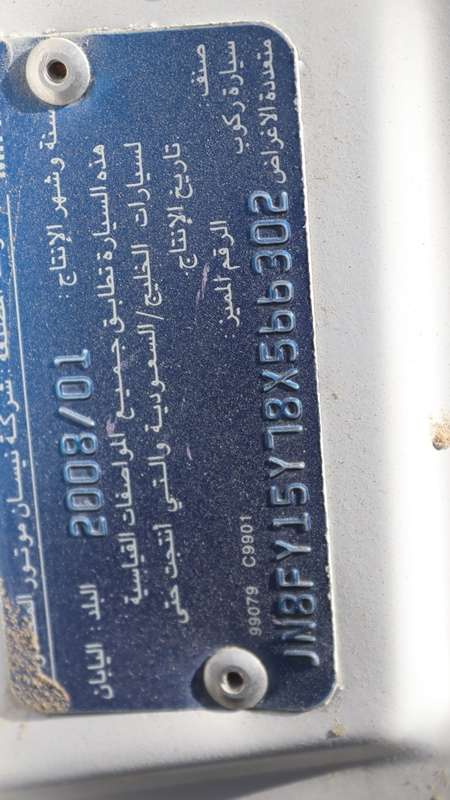 شركة نيسان موتور
سنة وشهر الإنتاج : 2008/01 البلد اليابان
هذه السيارة تطابق جميع المواصفات القياسية
لسيارات الخليج/السعودية والتي أنتجت حتى
تاريخ الإنتاج
صنف : الرقم المميز :
سيارة ركوب 99079 C9901
متعددة الأغراض JN8FY15Y78X566302